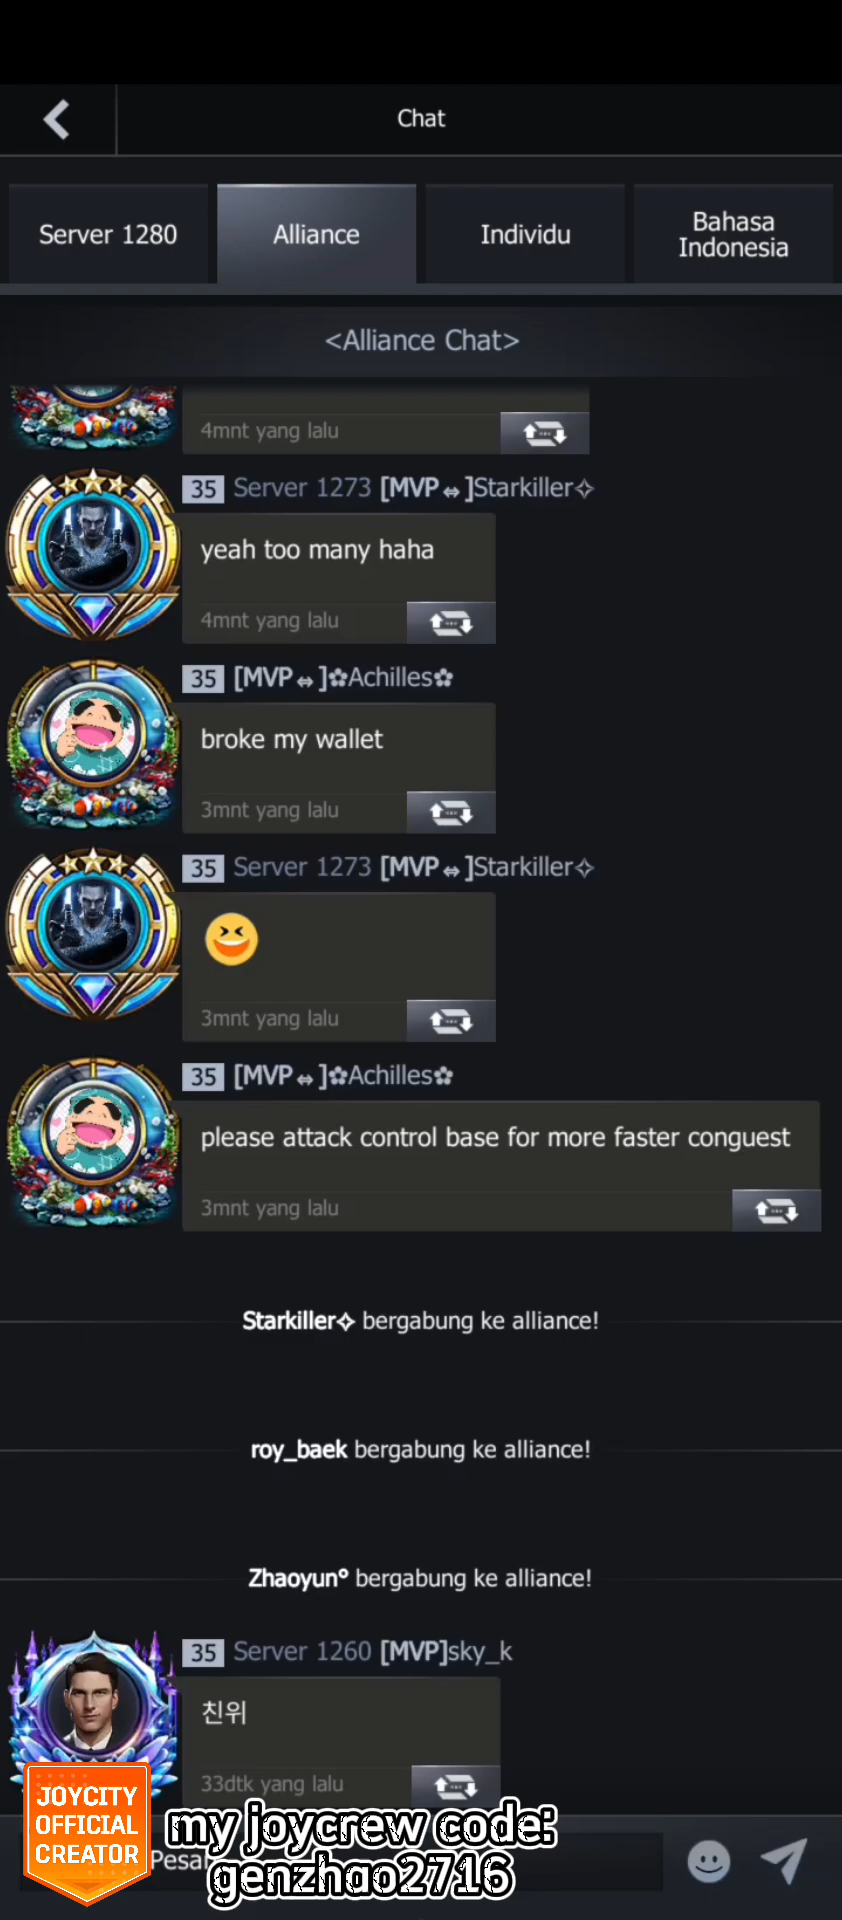 Chat
Server 1280
Alliance
Individu
Bahasa
Indonesia
<Alliance Chat>
4mnt yang lalu
35 Server 1273 [MVP⇔]Starkiller✧
yeah too many haha
4mnt yang lalu
35 [MVP⇔]✿Achilles✿
broke my wallet
3mnt yang lalu
35 Server 1273 [MVP⇔]Starkiller✧
😆
3mnt yang lalu
35 [MVP⇔]✿Achilles✿
please attack control base for more faster conguest
3mnt yang lalu
Starkiller✧ bergabung ke alliance!
roy_baek bergabung ke alliance!
Zhaoyun° bergabung ke alliance!
35 Server 1260 [MVP]sky_k
친위
33dtk yang lalu
JOYCITY
OFFICIAL
CREATOR
my joycrew code:
genzhao2716